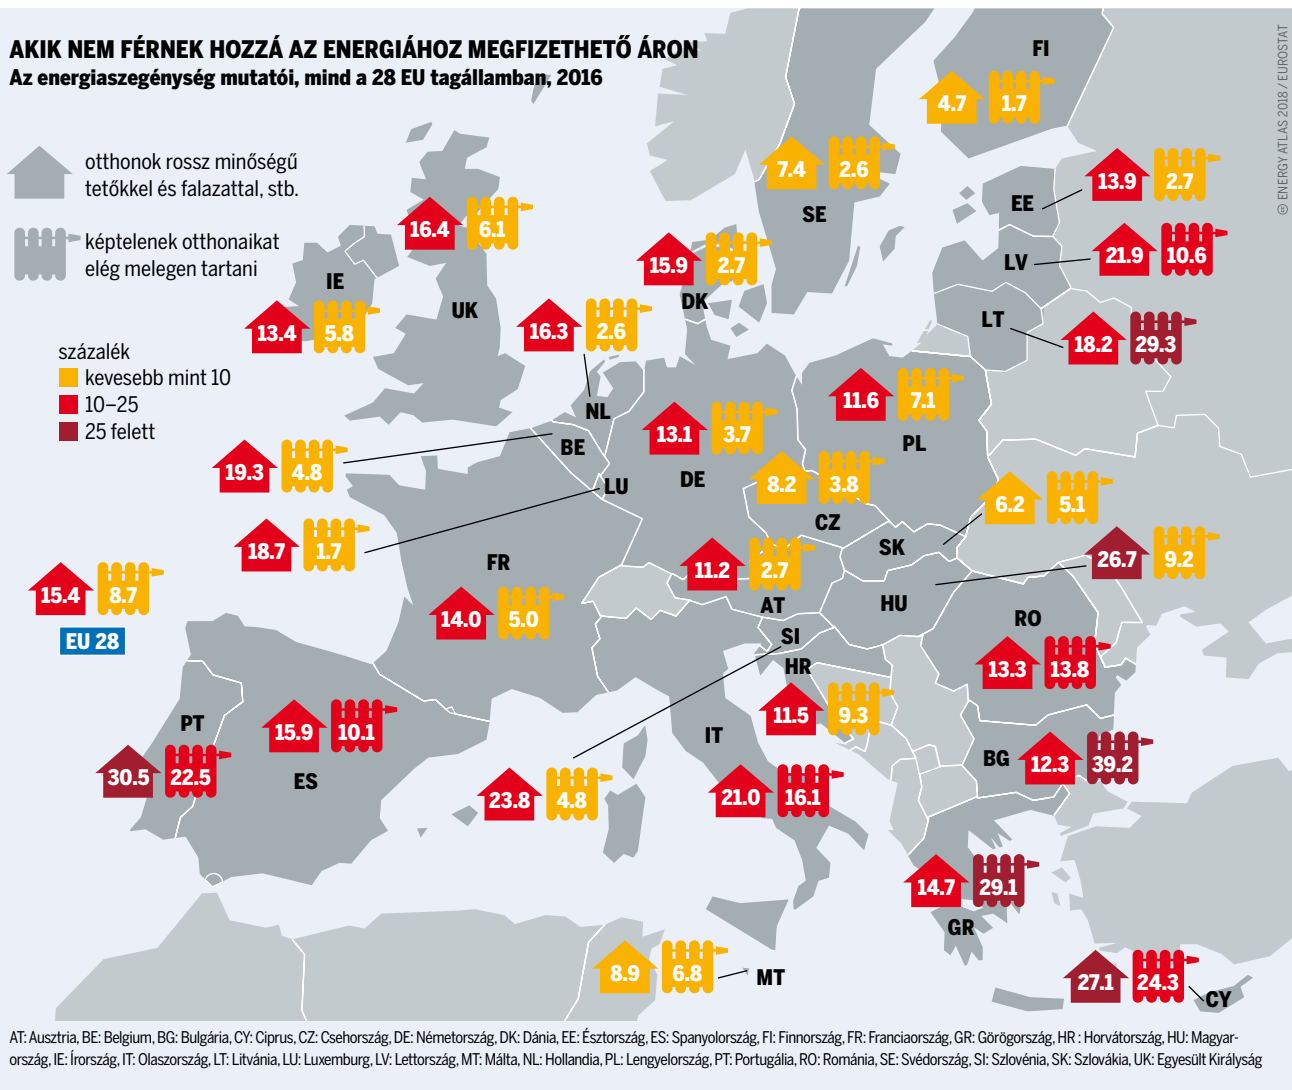 AKIK NEM FÉRNEK HOZZÁ AZ ENERGIÁHOZ MEGFIZETHETŐ ÁRON
Az energiaszegénység mutatói, mind a 28 EU tagállamban, 2016
© ENERGY ATLAS 2018 / EUROSTAT
otthonok rossz minőségű
tetőkkel és falazattal, stb.
képtelenek otthonaikat
elég melegen tartani
százalék
kevesebb mint 10
10–25
25 felett
FI
4.7 1.7
7.4 2.6
SE
13.9 2.7
EE
16.4 6.1
UK
IE
13.4 5.8
15.9 2.7
DK
21.9 10.6
LV
LT
18.2 29.3
16.3 2.6
NL
11.6 7.1
PL
13.1 3.7
DE
19.3 4.8
BE
LU
18.7 1.7
8.2 3.8
CZ
6.2 5.1
SK
26.7 9.2
HU
FR
14.0 5.0
11.2 2.7
AT
15.4 8.7
EU 28
RO
13.3 13.8
SI
HR
11.5 9.3
PT
30.5 22.5
15.9 10.1
ES
IT
21.0 16.1
23.8 4.8
BG
12.3 39.2
14.7 29.1
GR
8.9 6.8
MT
27.1 24.3
CY
AT: Ausztria, BE: Belgium, BG: Bulgária, CY: Ciprus, CZ: Csehország, DE: Németország, DK: Dánia, EE: Észtország, ES: Spanyolország, FI: Finnország, FR: Franciaország, GR: Görögország, HR : Horvátország, HU: Magyar-
ország, IE: Írország, IT: Olaszország, LT: Litvánia, LU: Luxemburg, LV: Lettország, MT: Málta, NL: Hollandia, PL: Lengyelország, PT: Portugália, RO: Románia, SE: Svédország, SI: Szlovénia, SK: Szlovákia, UK: Egyesült Királyság